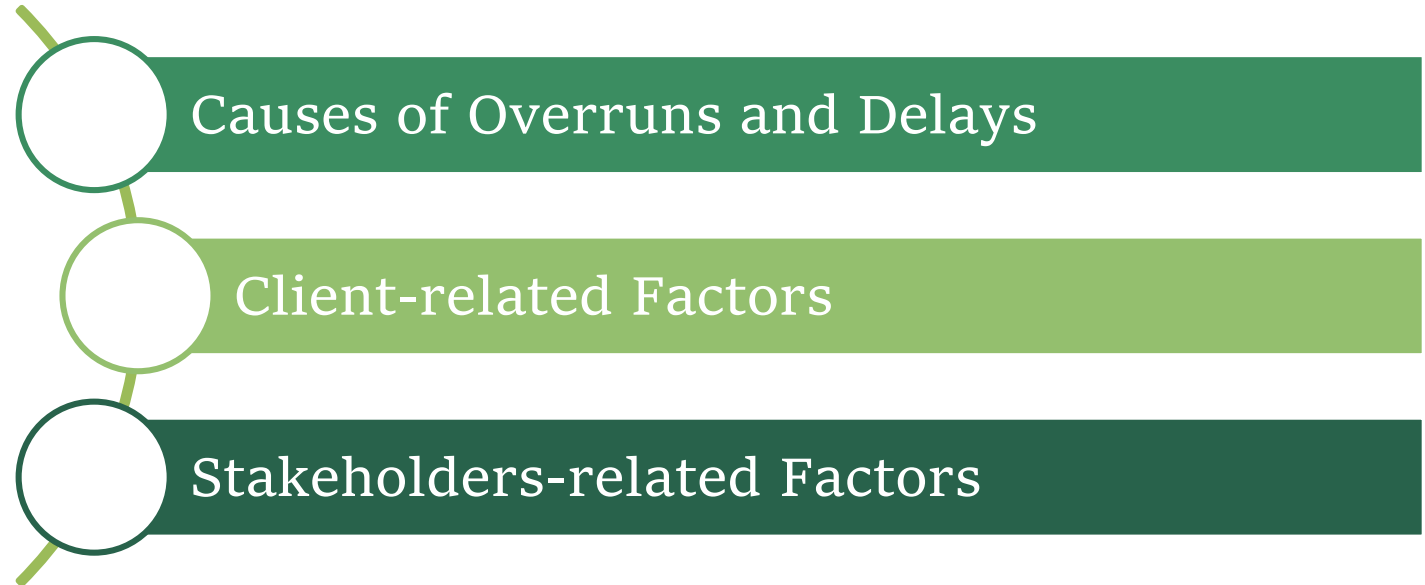 Causes of Overruns and Delays
Client-related Factors
Stakeholders-related Factors